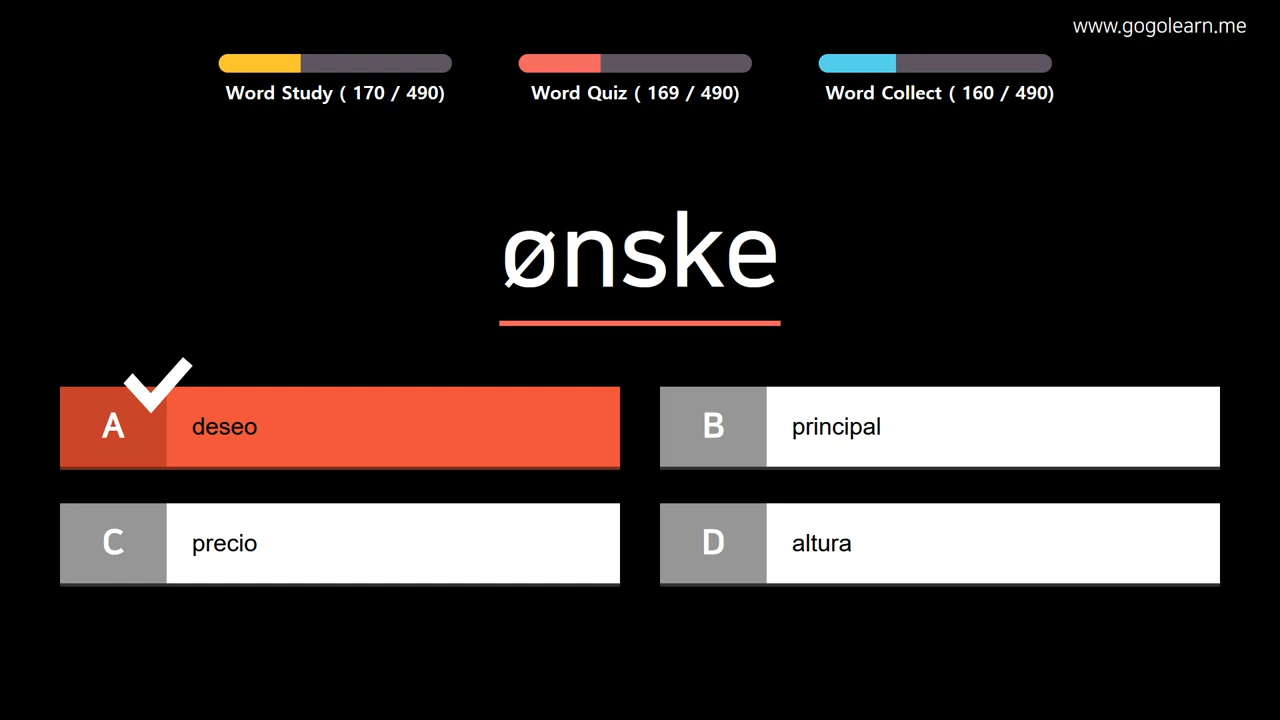 www.gogolearn.me
Word Study ( 170 / 490)
Word Quiz ( 169 / 490)
Word Collect ( 160 / 490)
ønske
A deseo
B principal
C precio
D altura